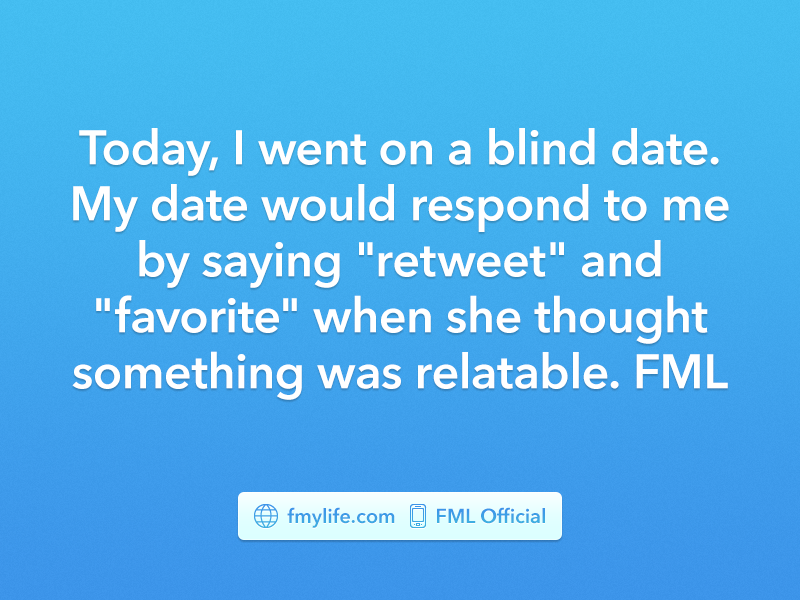 Today, I went on a blind date.
My date would respond to me
by saying "retweet" and
"favorite" when she thought
something was relatable. FML
fmylife.com FML Official